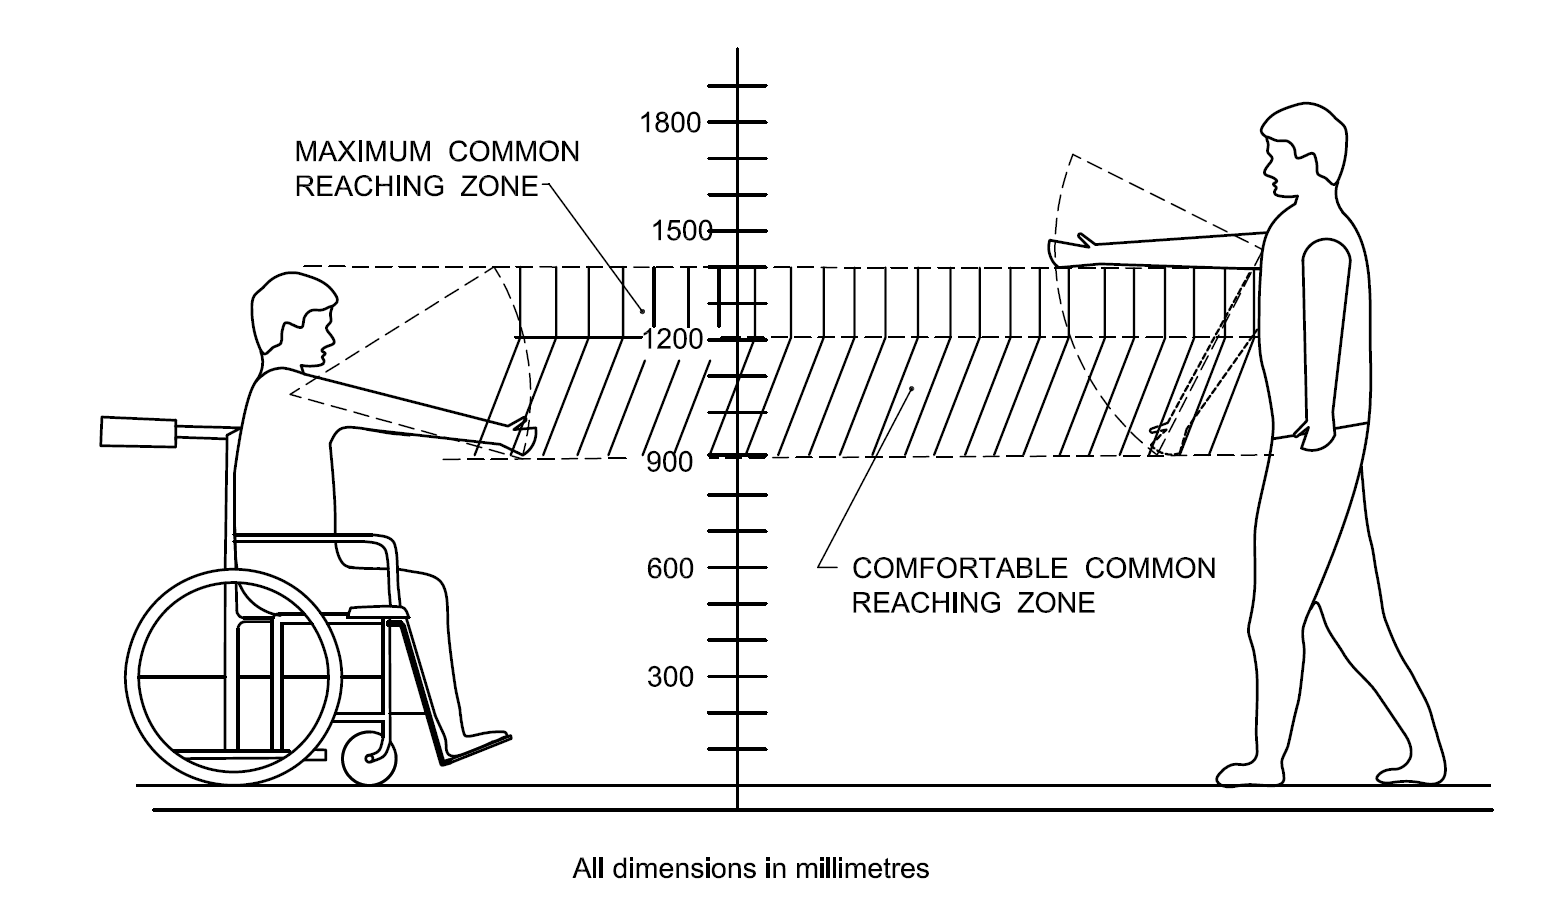 1800
MAXIMUM COMMON
REACHING ZONE
1500
1200
900
600
COMFORTABLE COMMON
REACHING ZONE
300
All dimensions in millimetres